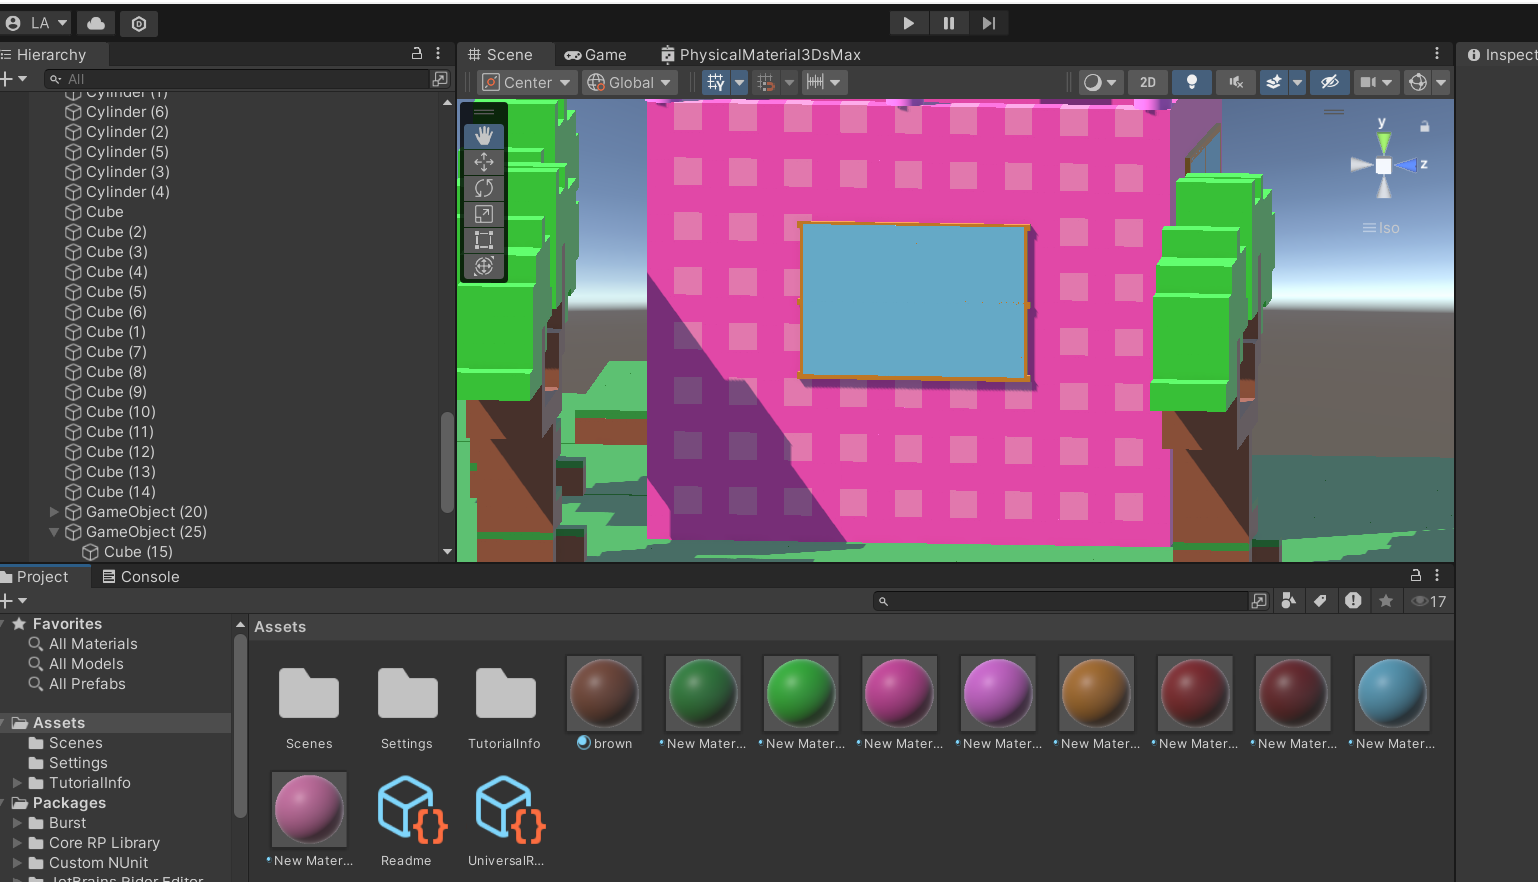 LA
Hierarchy
All
Cylinder (1)
Cylinder (6)
Cylinder (2)
Cylinder (5)
Cylinder (3)
Cylinder (4)
Cube
Cube (2)
Cube (3)
Cube (4)
Cube (5)
Cube (6)
Cube (1)
Cube (7)
Cube (8)
Cube (9)
Cube (10)
Cube (11)
Cube (12)
Cube (13)
Cube (14)
GameObject (20)
GameObject (25)
Cube (15)
Scene Game PhysicalMaterial3DsMax
Center Global 2D
y
z
Iso
Inspect
Project Console
17
Favorites
All Materials
All Models
All Prefabs
Assets
Scenes
Settings
TutorialInfo
Packages
Burst
Core RP Library
Custom NUnit
JetBrains Rider Editor
Assets
Scenes Settings TutorialInfo brown New Mater... New Mater... New Mater... New Mater... New Mater... New Mater... New Mater... New Mater...
New Mater... Readme UniversalR...